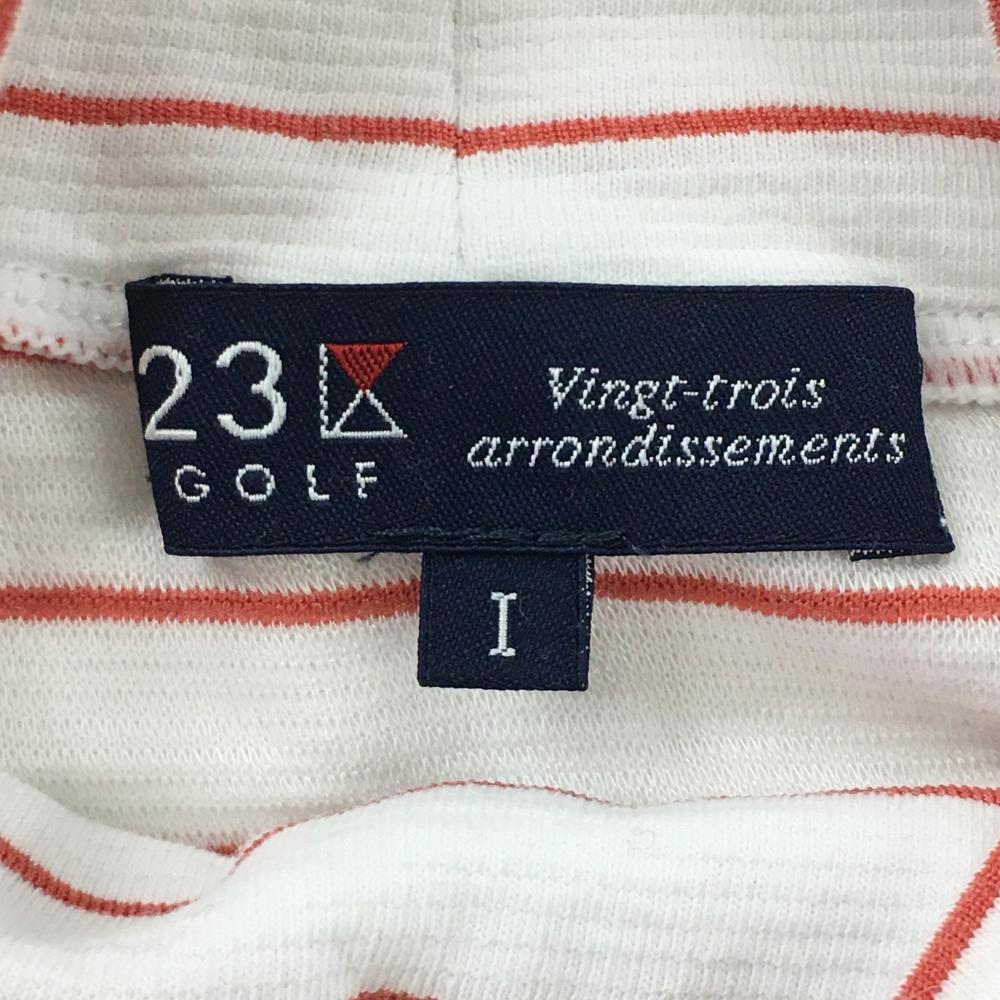 23
GOLF
Vingt-trois
arrondissements
I